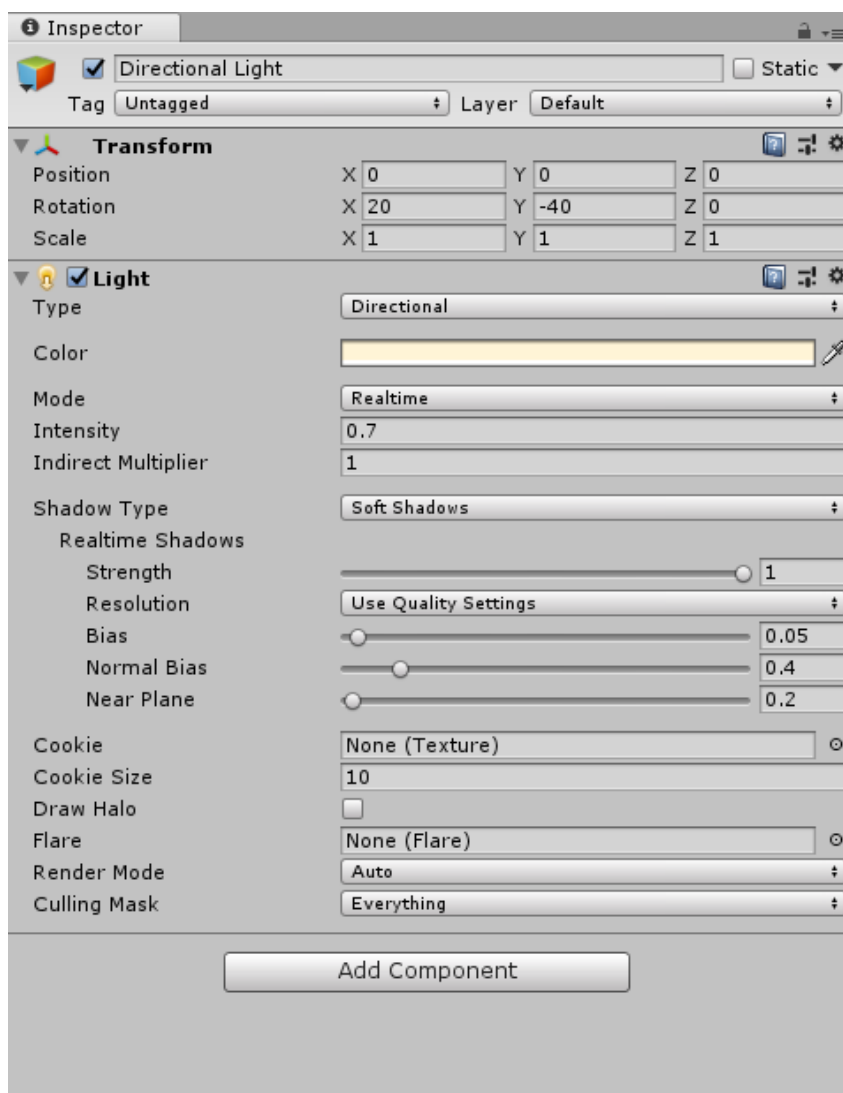 Inspector
Directional Light Static
Tag Untagged Layer Default
Transform
Position X 0 Y 0 Z 0
Rotation X 20 Y -40 Z 0
Scale X 1 Y 1 Z 1
Light
Type Directional
Color
Mode Realtime
Intensity 0.7
Indirect Multiplier 1
Shadow Type Soft Shadows
Realtime Shadows
Strength 1
Resolution Use Quality Settings
Bias 0.05
Normal Bias 0.4
Near Plane 0.2
Cookie None (Texture)
Cookie Size 10
Draw Halo
Flare None (Flare)
Render Mode Auto
Culling Mask Everything
Add Component